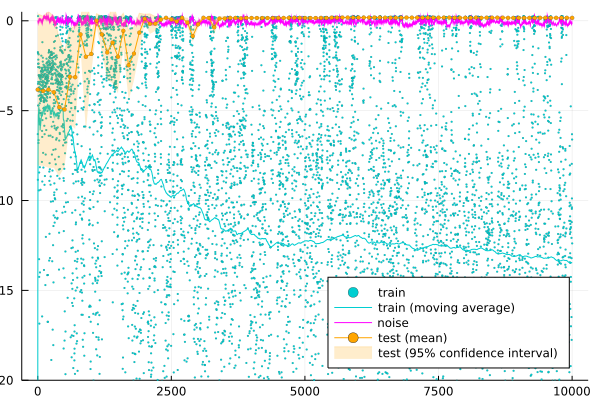 0
-5
10
15
20
0
2500
5000
7500
10000
train
train (moving average)
noise
test (mean)
test (95% confidence interval)